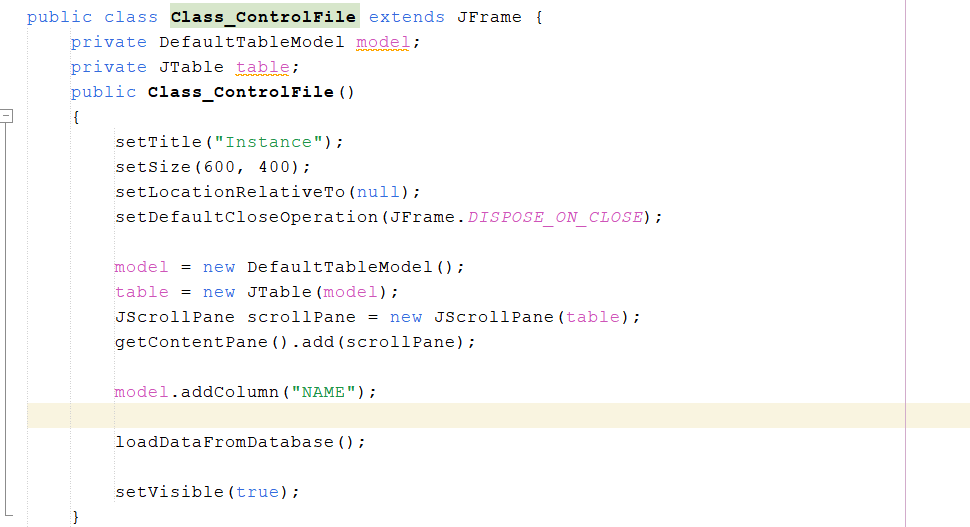 public class Class_ControlFile extends JFrame {
private DefaultTableModel model;
private JTable table;
public Class_ControlFile()
{
setTitle("Instance");
setSize(600, 400);
setLocationRelativeTo(null);
setDefaultCloseOperation(JFrame.DISPOSE_ON_CLOSE);
model = new DefaultTableModel();
table = new JTable(model);
JScrollPane scrollPane = new JScrollPane(table);
getContentPane().add(scrollPane);
model.addColumn("NAME");
loadDataFromDatabase();
setVisible(true);
}